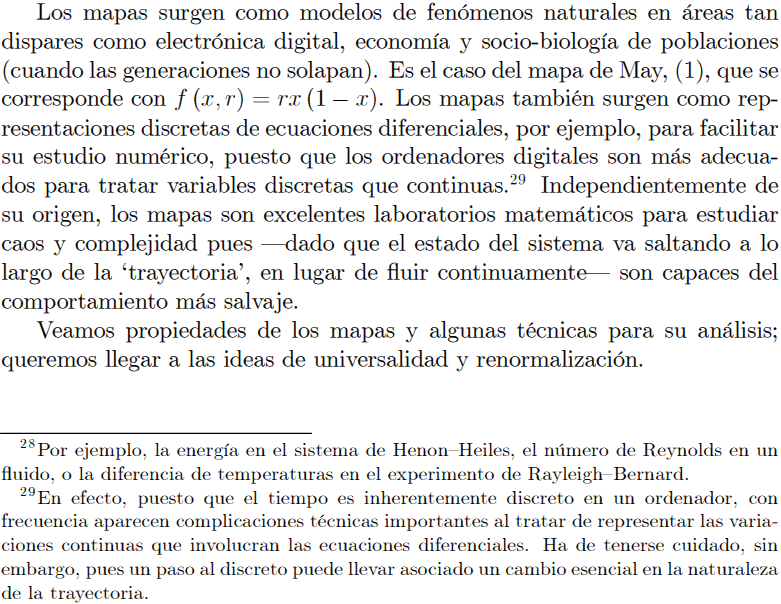 Los mapas surgen como modelos de fenómenos naturales en áreas tan
dispares como electrónica digital, economía y socio-biología de poblaciones
(cuando las generaciones no solapan). Es el caso del mapa de May, (1), que se
corresponde con f (x, r) = rx (1 − x). Los mapas también surgen como rep-
resentaciones discretas de ecuaciones diferenciales, por ejemplo, para facilitar
su estudio numérico, puesto que los ordenadores digitales son más adecua-
dos para tratar variables discretas que continuas.²⁹ Independientemente de
su origen, los mapas son excelentes laboratorios matemáticos para estudiar
caos y complejidad pues —dado que el estado del sistema va saltando a lo
largo de la ‘trayectoria’, en lugar de fluir continuamente— son capaces del
comportamiento más salvaje.
Veamos propiedades de los mapas y algunas técnicas para su análisis;
queremos llegar a las ideas de universalidad y renormalización.
²⁸Por ejemplo, la energía en el sistema de Henon–Heiles, el número de Reynolds en un
fluido, o la diferencia de temperaturas en el experimento de Rayleigh–Bernard.
²⁹En efecto, puesto que el tiempo es inherentemente discreto en un ordenador, con
frecuencia aparecen complicaciones técnicas importantes al tratar de representar las varia-
ciones continuas que involucran las ecuaciones diferenciales. Ha de tenerse cuidado, sin
embargo, pues un paso al discreto puede llevar asociado un cambio esencial en la naturaleza
de la trayectoria.